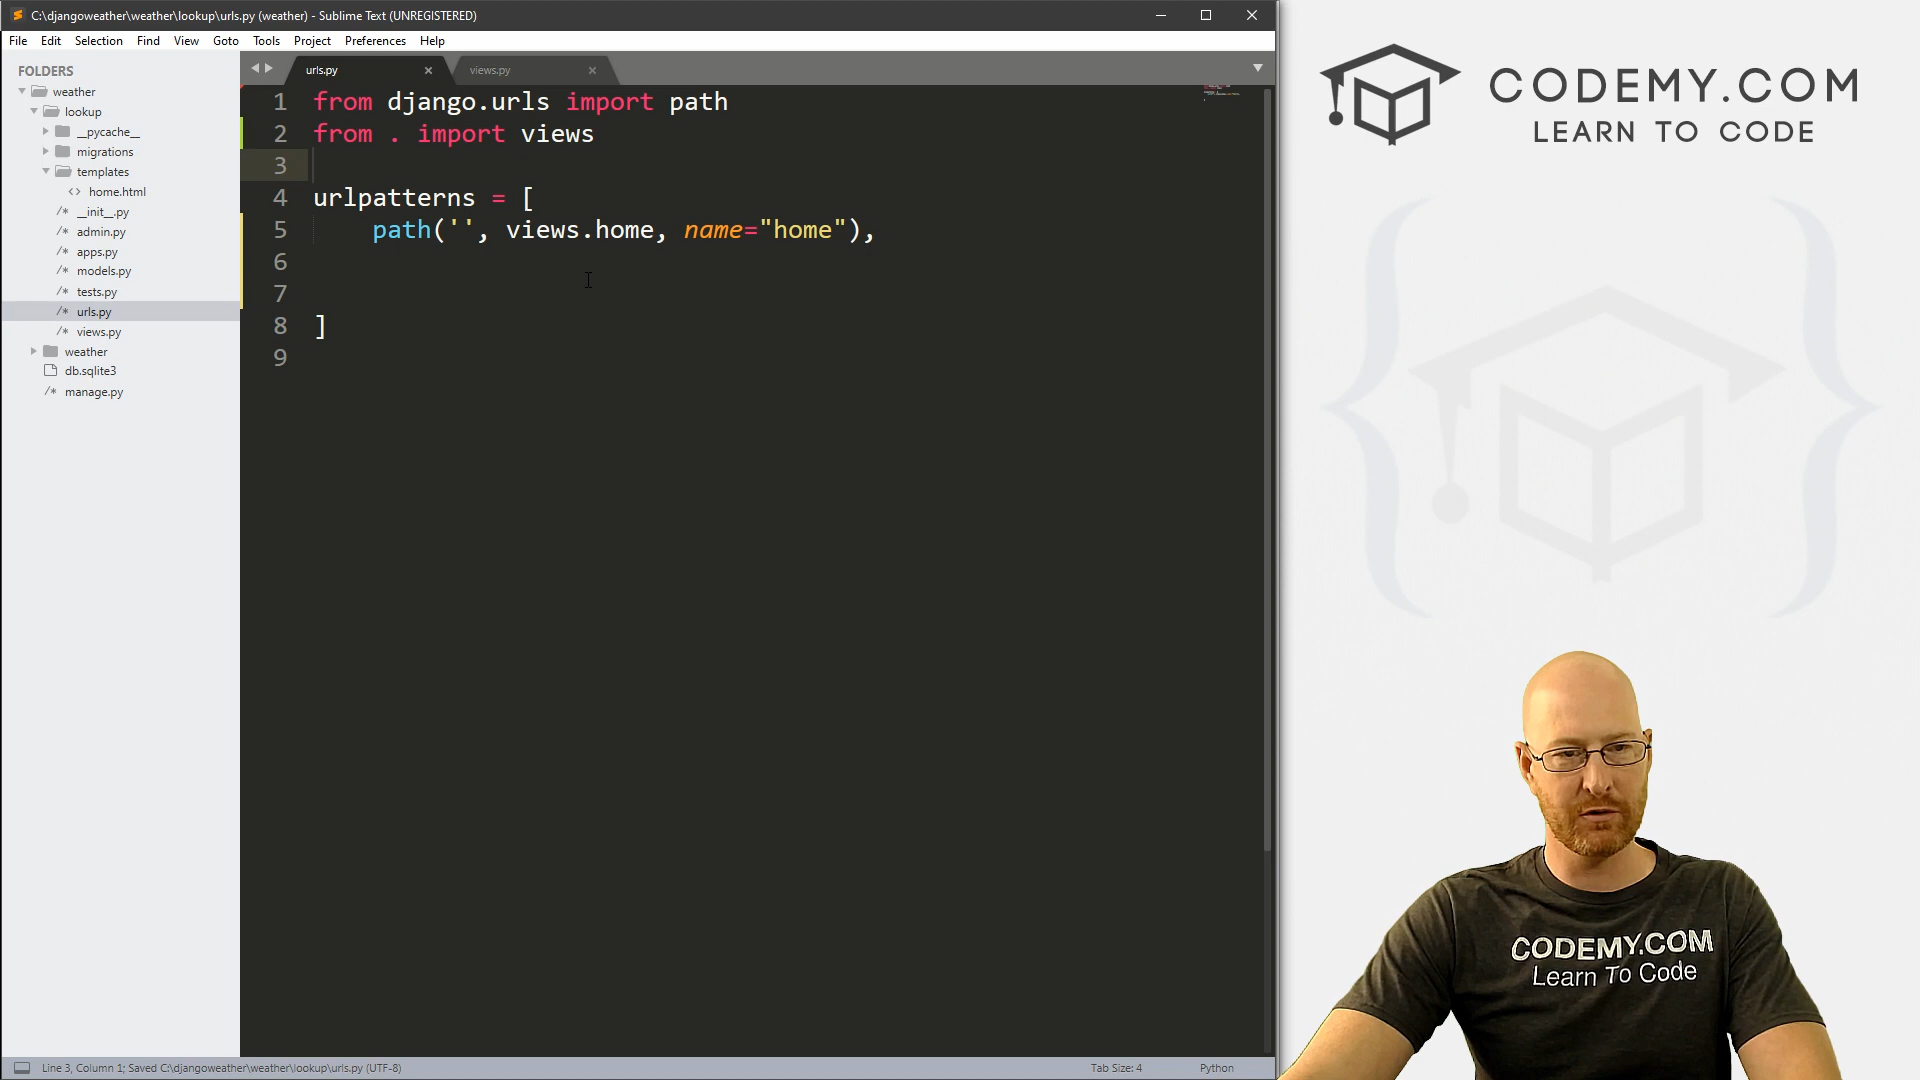 C:\djangoweather\weather\lookup\urls.py (weather) - Sublime Text (UNREGISTERED)
File Edit Selection Find View Goto Tools Project Preferences Help
FOLDERS
weather
lookup
__pycache__
migrations
templates
<> home.html
/* __init__.py
/* admin.py
/* apps.py
/* models.py
/* tests.py
/* urls.py
/* views.py
weather
db.sqlite3
/* manage.py
urls.py
views.py
1 from django.urls import path
2 from . import views
3
4 urlpatterns = [
5 path('', views.home, name="home"),
6
7
8 ]
9
Line 3, Column 1; Saved C:\djangoweather\weather\lookup\urls.py (UTF-8)
Tab Size: 4
Python
CODEMY.COM
LEARN TO CODE
CODEMY.COM
Learn To Code